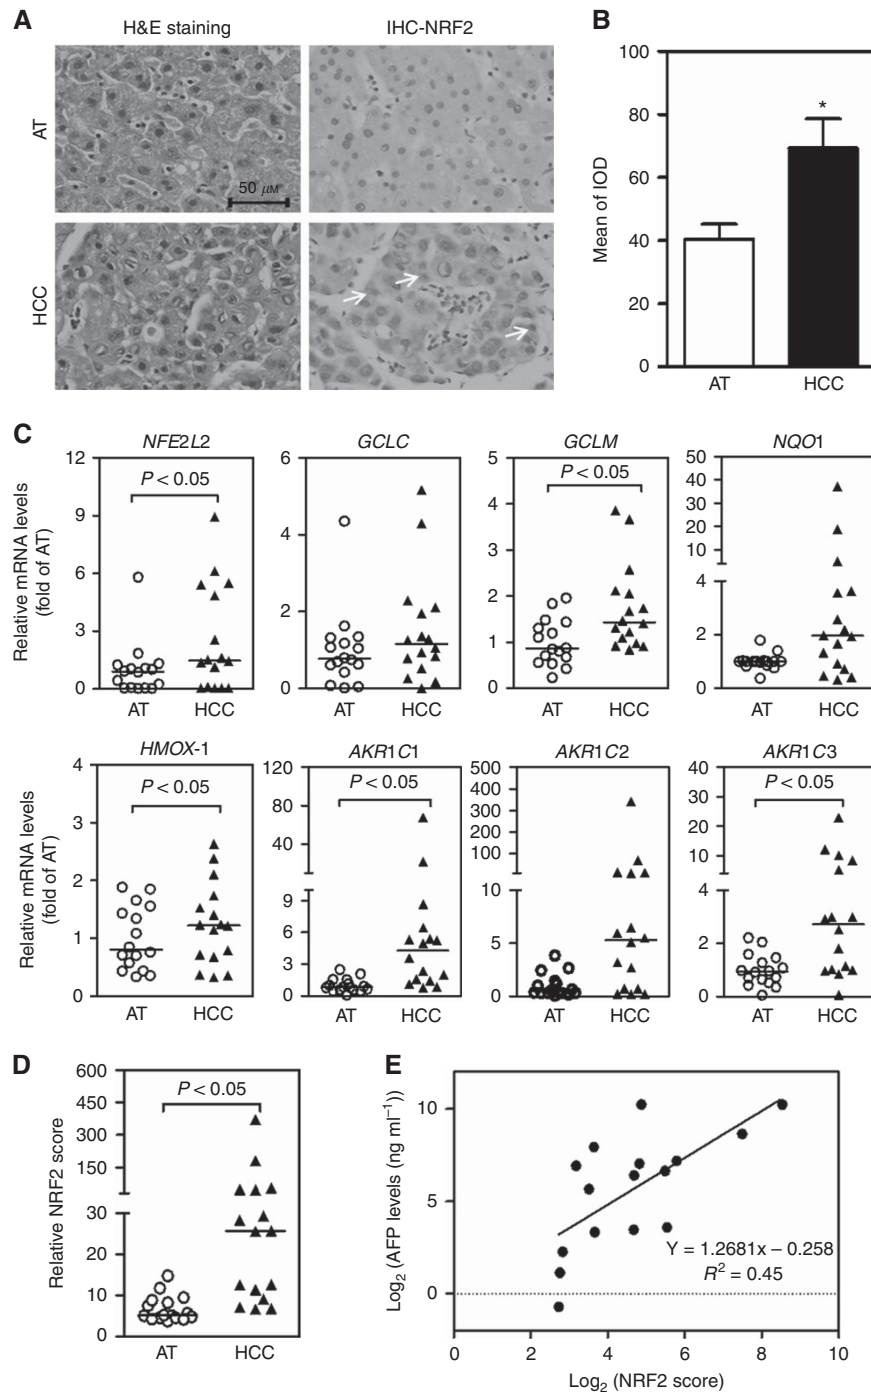 A
H&E staining
IHC-NRF2
AT
50 μM
HCC
B
100
80
60
40
20
0
Mean of IOD
*
AT
HCC
C
Relative mRNA levels
(fold of AT)
NFE2L2
12
9
6
3
0
P < 0.05
AT
HCC
GCLC
6
4
2
0
AT
HCC
GCLM
5
4
3
2
1
0
P < 0.05
AT
HCC
NQO1
50
40
30
20
10
4
2
0
AT
HCC
Relative mRNA levels
(fold of AT)
HMOX-1
4
3
2
1
0
P < 0.05
AT
HCC
AKR1C1
120
80
40
9
6
3
0
P < 0.05
AT
HCC
AKR1C2
500
400
300
200
100
10
5
0
AT
HCC
AKR1C3
40
30
20
10
4
2
0
P < 0.05
AT
HCC
D
Relative NRF2 score
600
450
300
150
30
20
10
0
P < 0.05
AT
HCC
E
Log2 (AFP levels (ng ml−1))
10
5
0
Y = 1.2681x – 0.258
R2 = 0.45
0
2
4
6
8
10
Log2 (NRF2 score)